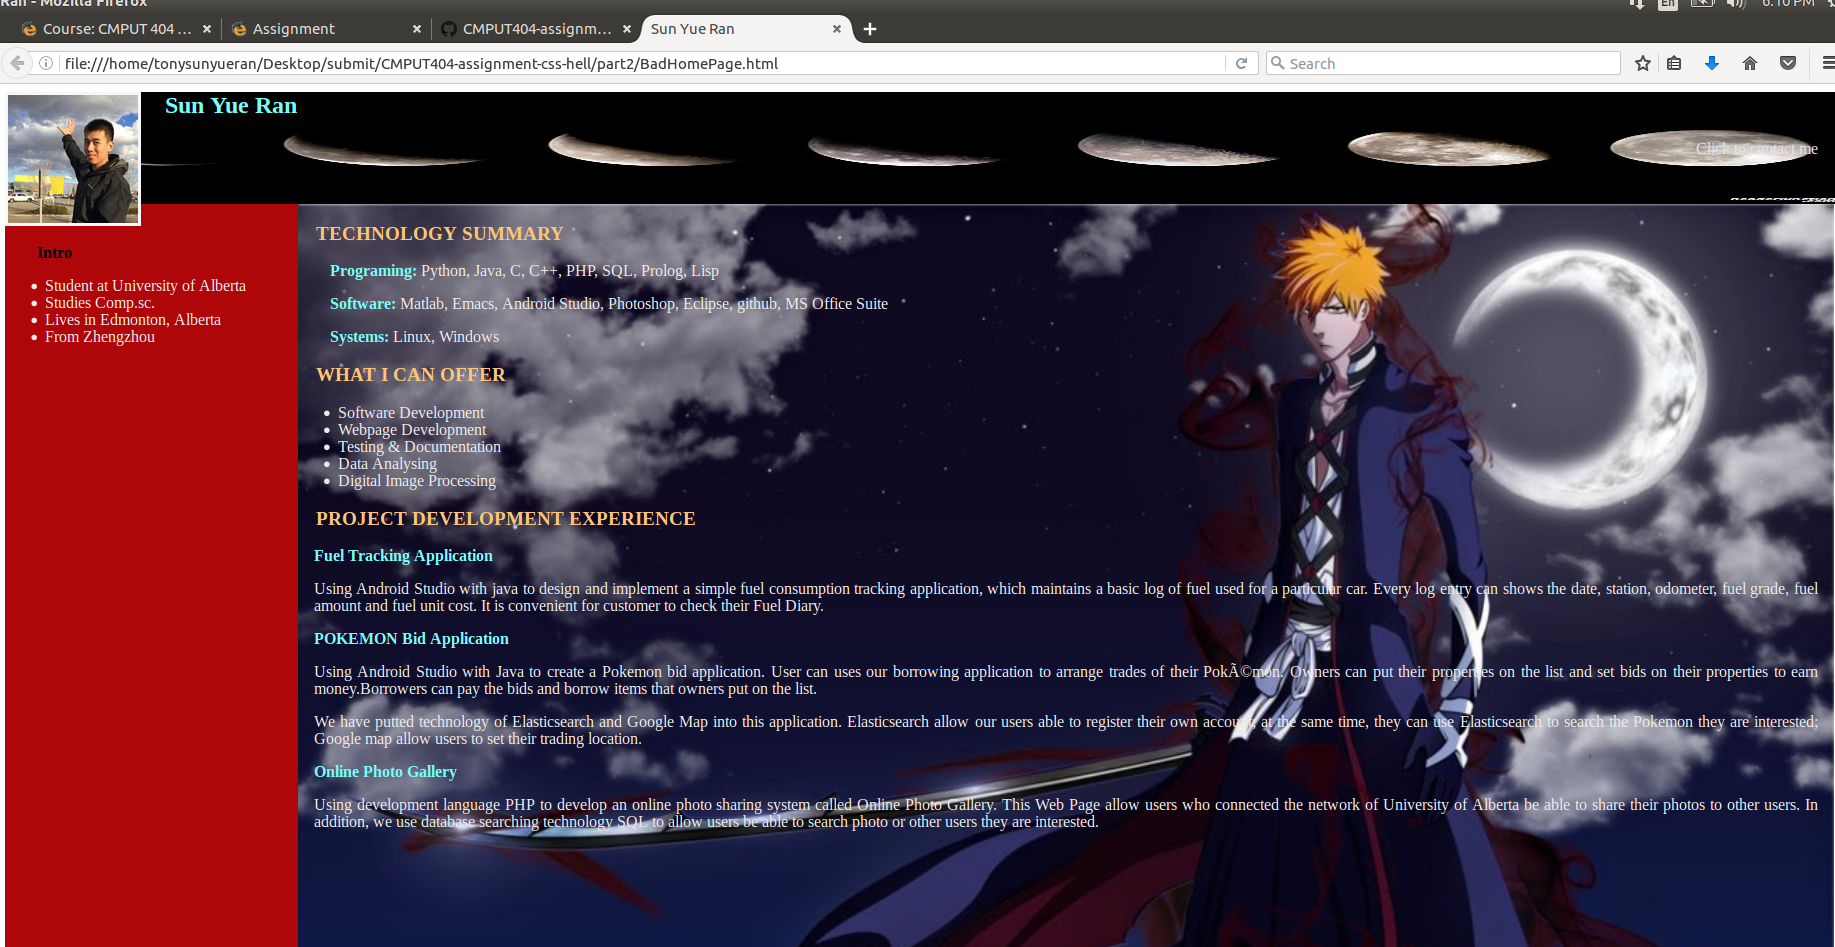 Ran - Mozilla Firefox
En
6:10 PM
Course: CMPUT 404 ...
Assignment
CMPUT404-assignm...
Sun Yue Ran
file:///home/tonysunyueran/Desktop/submit/CMPUT404-assignment-css-hell/part2/BadHomePage.html
Search
Sun Yue Ran
Click to contact me
Intro
Student at University of Alberta
Studies Comp.sc.
Lives in Edmonton, Alberta
From Zhengzhou
TECHNOLOGY SUMMARY
Programing: Python, Java, C, C++, PHP, SQL, Prolog, Lisp
Software: Matlab, Emacs, Android Studio, Photoshop, Eclipse, github, MS Office Suite
Systems: Linux, Windows
WHAT I CAN OFFER
Software Development
Webpage Development
Testing & Documentation
Data Analysing
Digital Image Processing
PROJECT DEVELOPMENT EXPERIENCE
Fuel Tracking Application
Using Android Studio with java to design and implement a simple fuel consumption tracking application, which maintains a basic log of fuel used for a particular car. Every log entry can shows the date, station, odometer, fuel grade, fuel
amount and fuel unit cost. It is convenient for customer to check their Fuel Diary.
POKEMON Bid Application
Using Android Studio with Java to create a Pokemon bid application. User can uses our borrowing application to arrange trades of their PokÃ©mon. Owners can put their properties on the list and set bids on their properties to earn
money.Borrowers can pay the bids and borrow items that owners put on the list.
We have putted technology of Elasticsearch and Google Map into this application. Elasticsearch allow our users able to register their own account, at the same time, they can use Elasticsearch to search the Pokemon they are interested;
Google map allow users to set their trading location.
Online Photo Gallery
Using development language PHP to develop an online photo sharing system called Online Photo Gallery. This Web Page allow users who connected the network of University of Alberta be able to share their photos to other users. In
addition, we use database searching technology SQL to allow users be able to search photo or other users they are interested.